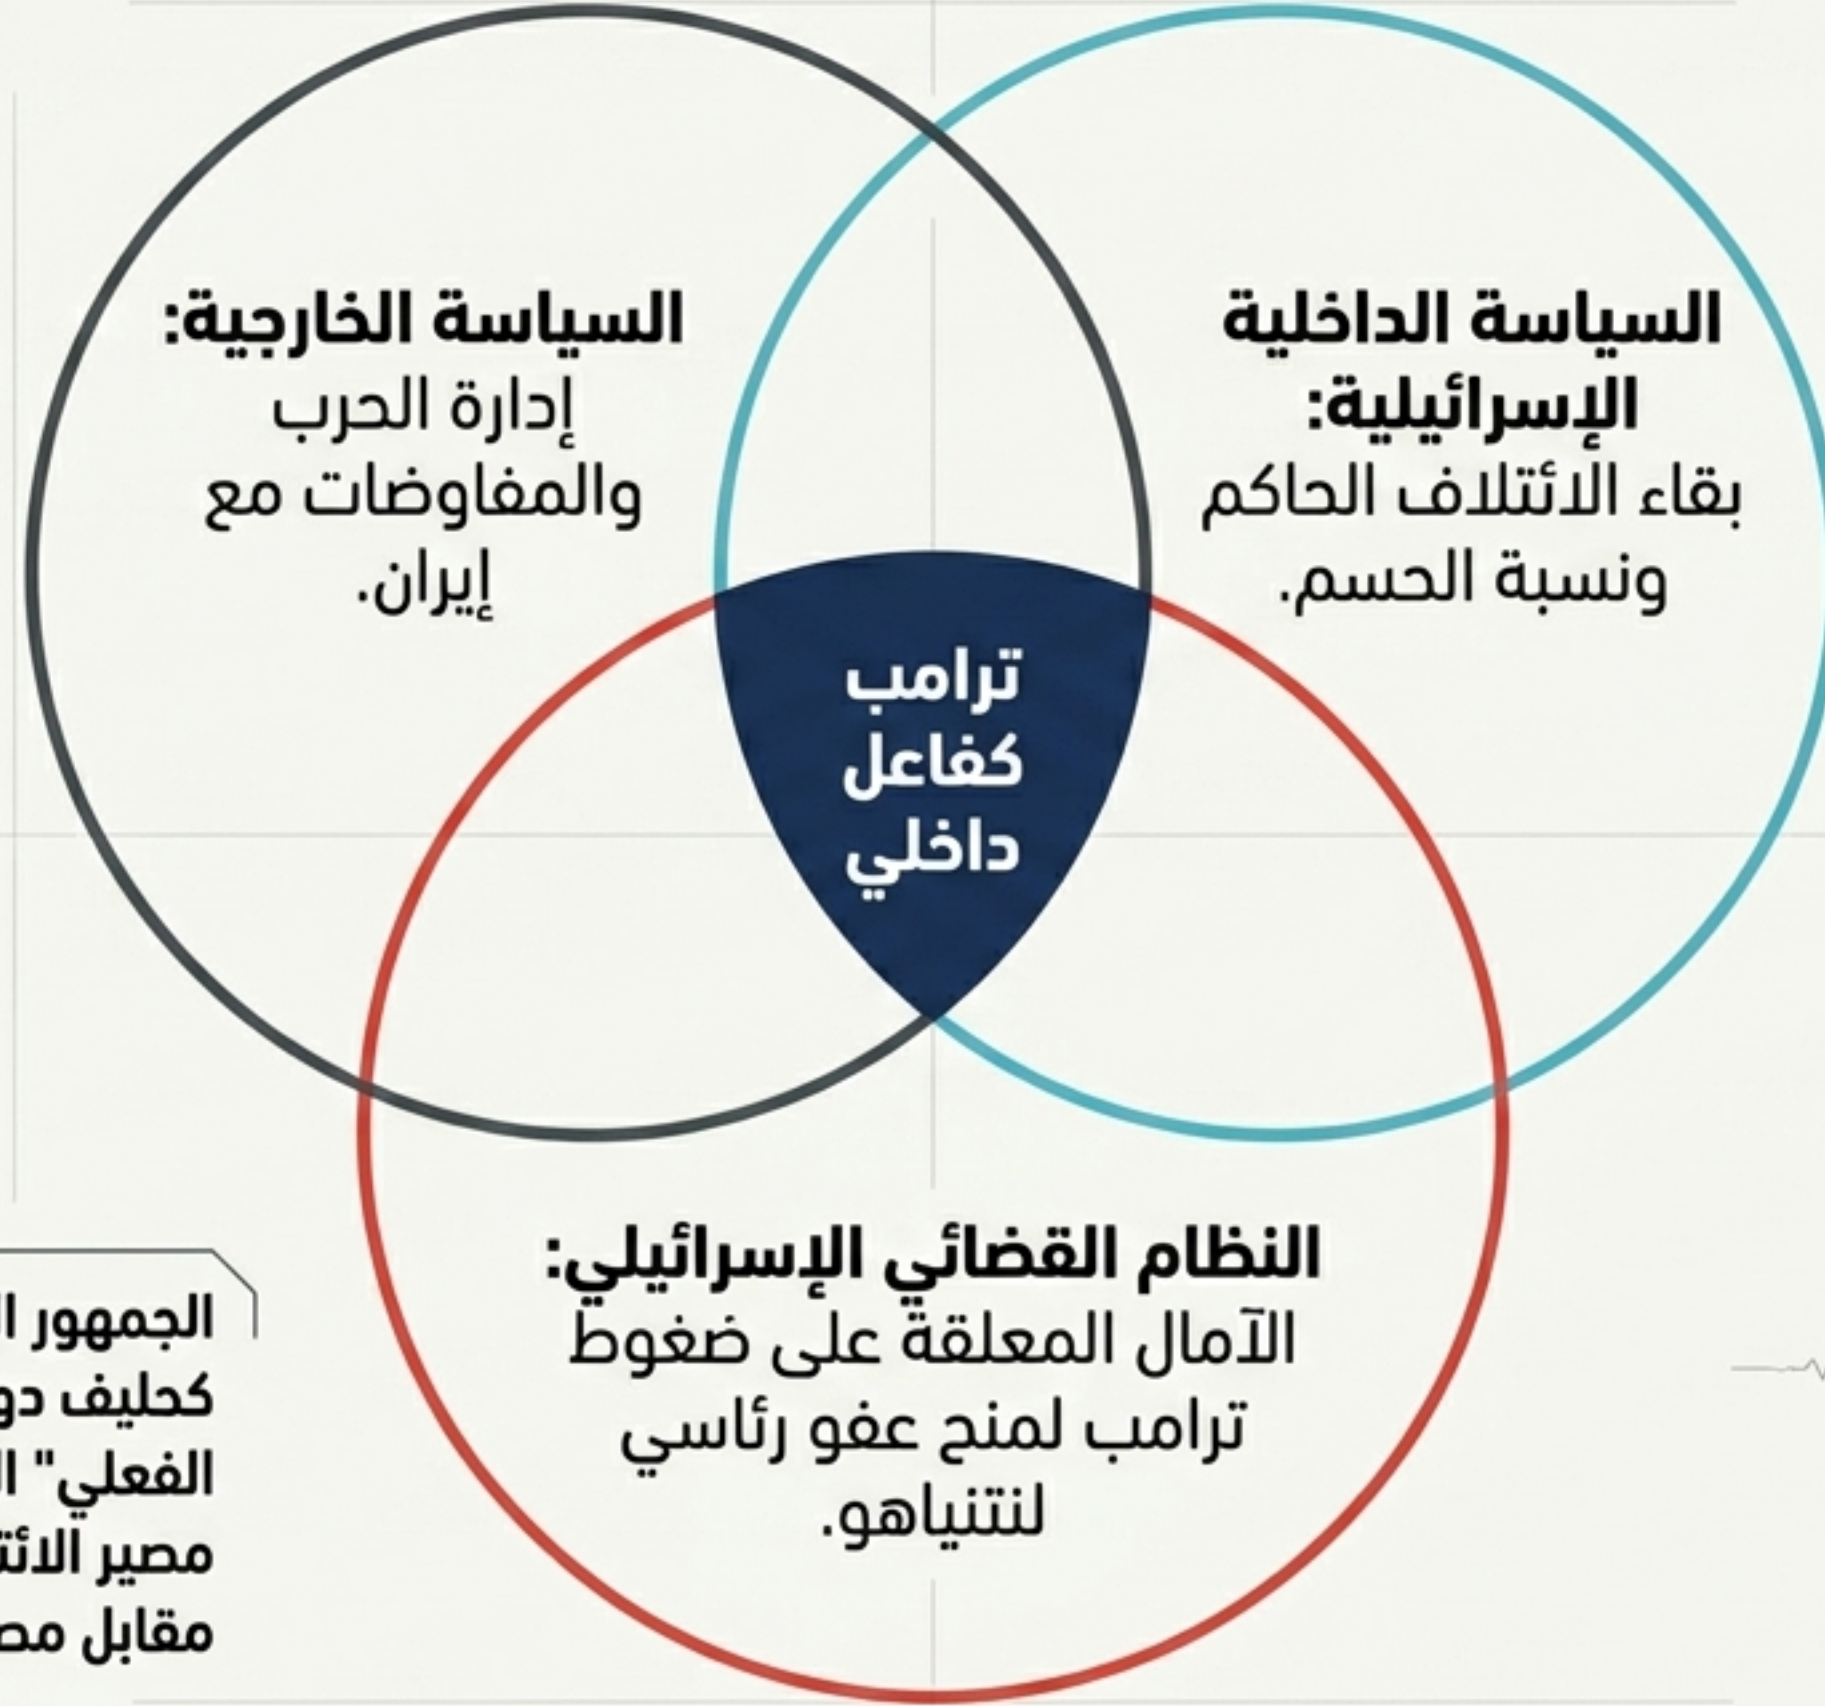 السياسة الداخلية
الإسرائيلية:
بقاء الائتلاف الحاكم
ونسبة الحسم.
السياسة الخارجية:
إدارة الحرب
والمفاوضات مع
إيران.
ترامب
كفاعل
داخلي
النظام القضائي الإسرائيلي:
الآمال المعلقة على ضغوط
ترامب لمنح عفو رئاسي
لنتنياهو.
الجمهور
كحليف
الفعلي"
مصير
مقابل